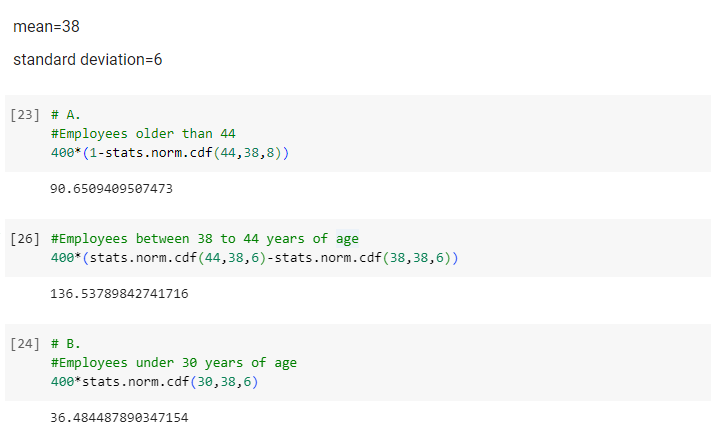 mean=38
standard deviation=6
[23] # A.
#Employees older than 44
400*(1-stats.norm.cdf(44,38,8))
90.6509409507473
[26] #Employees between 38 to 44 years of age
400*(stats.norm.cdf(44,38,6)-stats.norm.cdf(38,38,6))
136.53789842741716
[24] # B.
#Employees under 30 years of age
400*stats.norm.cdf(30,38,6)
36.484487890347154